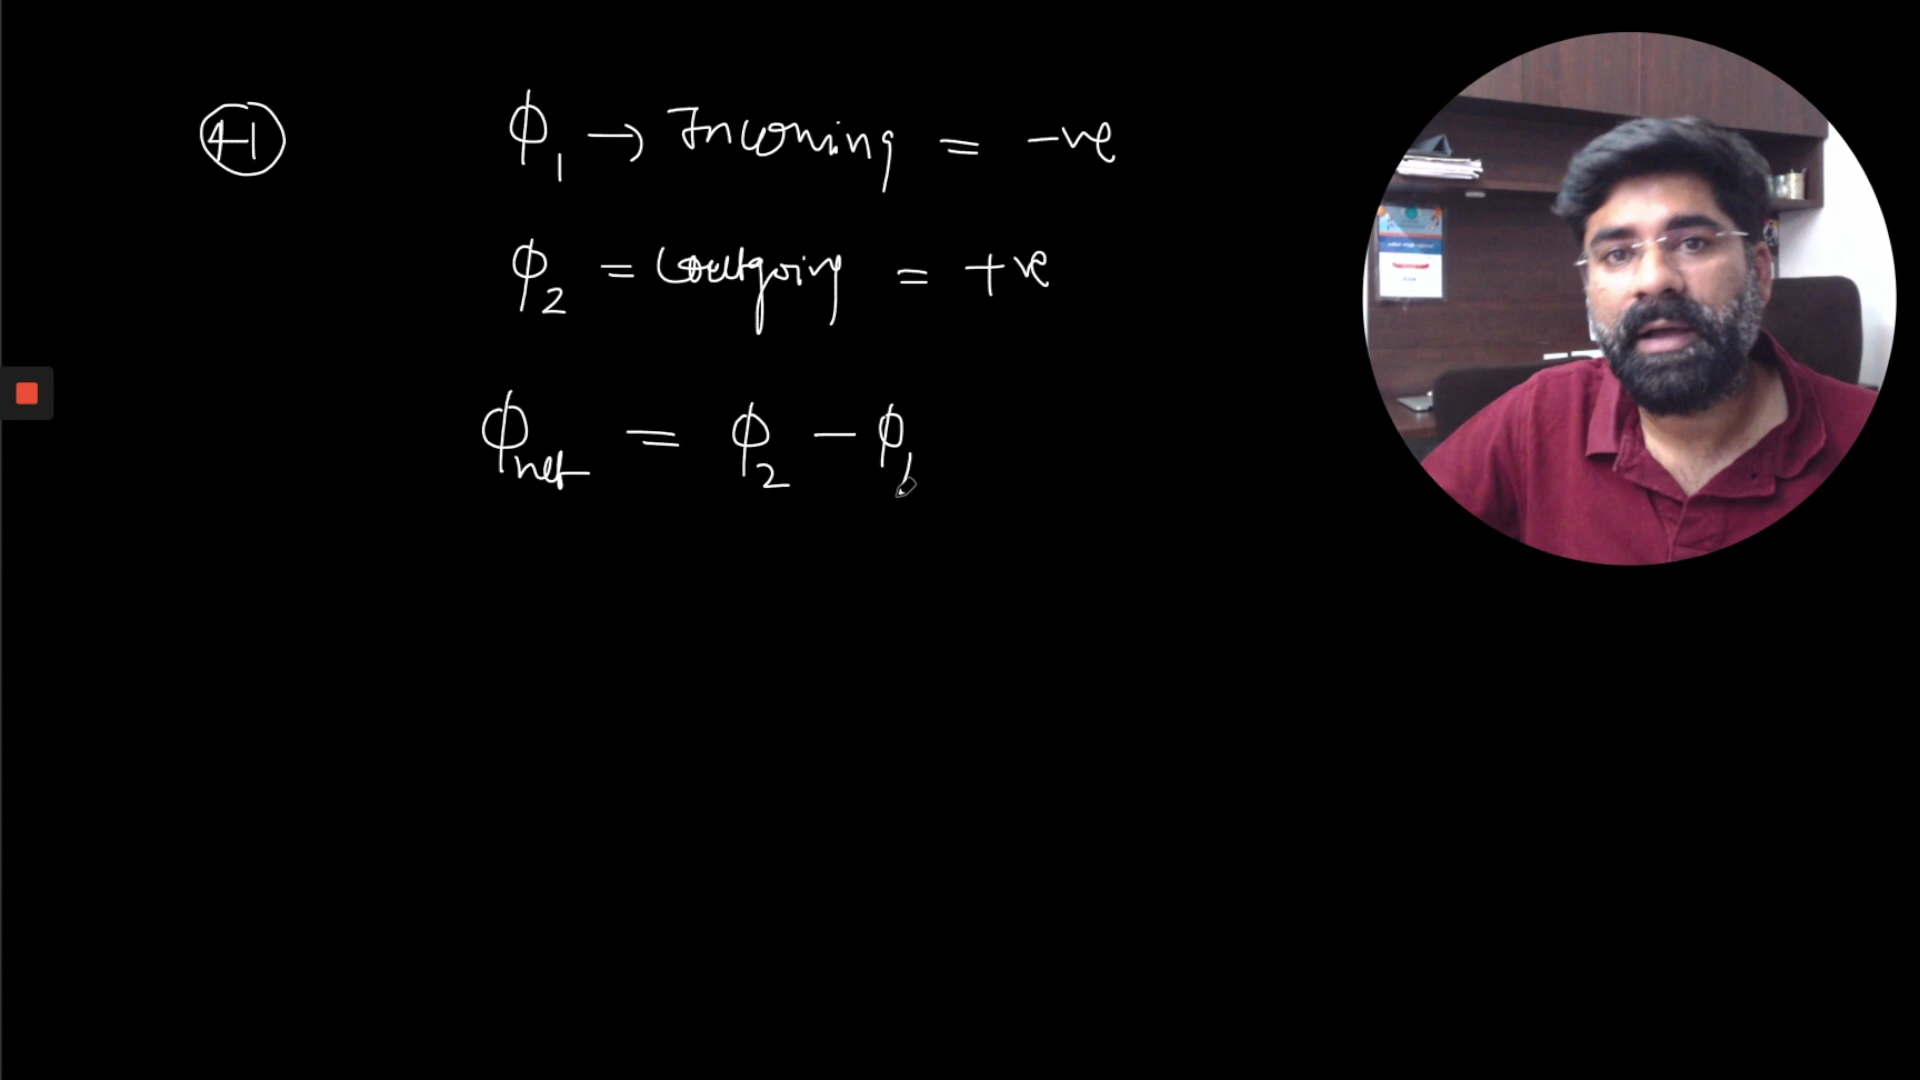 41 ϕ₁ → Incoming = -ve
ϕ₂ = outgoing = +ve
ϕnet = ϕ₂ - ϕ₁